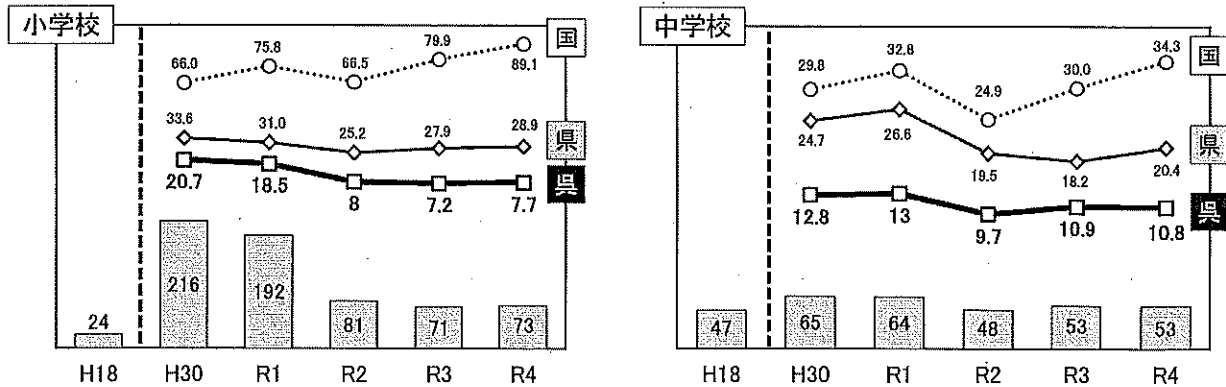 小学校
国
県
呉
66.0 75.8 66.5 79.9 89.1
33.6 31.0 25.2 27.9 28.9
20.7 18.5 8 7.2 7.7
24 216 192 81 71 73
H18 H30 R1 R2 R3 R4
中学校
国
県
呉
29.8 32.8 24.9 30.0 34.3
24.7 26.6 19.5 18.2 20.4
12.8 13 9.7 10.9 10.8
47 65 64 48 53 53
H18 H30 R1 R2 R3 R4